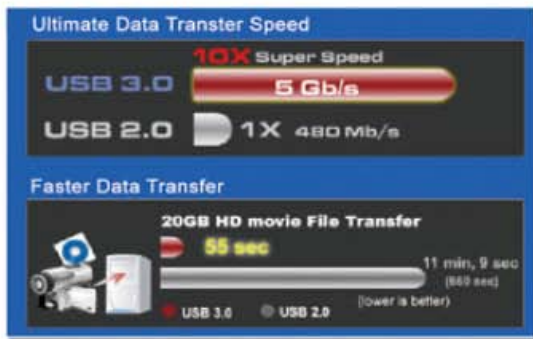 Ultimate Data Transter Speed
10X Super Speed
USB 3.0
5 Gb/s
USB 2.0
1X 480 Mb/s
Faster Data Transfer
20GB HD movie File Transfer
55 sec
11 min, 9 sec
(669 sec)
(lower is better)
USB 3.0 USB 2.0